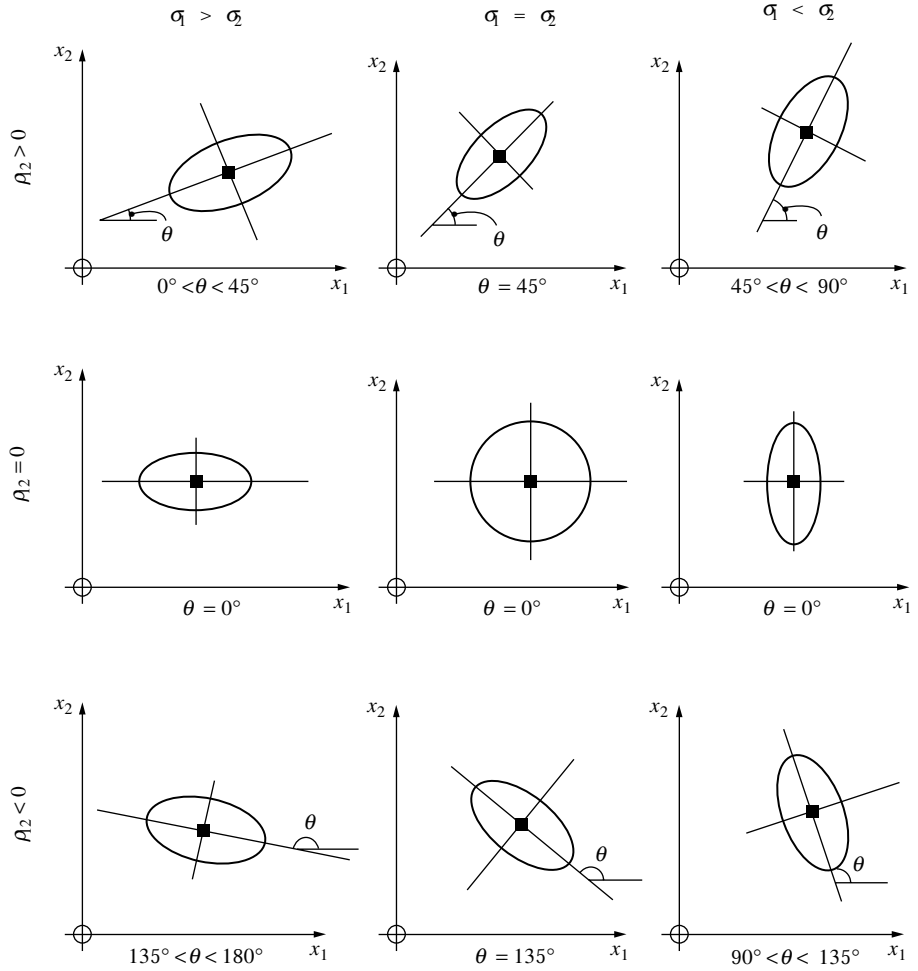 σ₁ > σ₂
σ₁ = σ₂
σ₁ < σ₂
ρ₁₂ > 0
x₂
θ
x₁
0° < θ < 45°
x₂
θ
x₁
θ = 45°
x₂
θ
x₁
45° < θ < 90°
ρ₁₂ = 0
x₂
x₁
θ = 0°
x₂
x₁
θ = 0°
x₂
x₁
θ = 0°
ρ₁₂ < 0
x₂
θ
x₁
135° < θ < 180°
x₂
θ
x₁
θ = 135°
x₂
θ
x₁
90° < θ < 135°